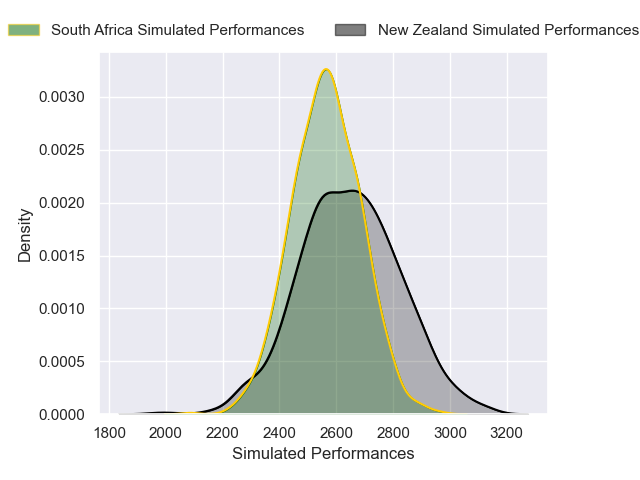 South Africa Simulated Performances New Zealand Simulated Performances
0.0030
0.0025
0.0020
0.0015
0.0010
0.0005
0.0000
Density
1800 2000 2200 2400 2600 2800 3000 3200
Simulated Performances